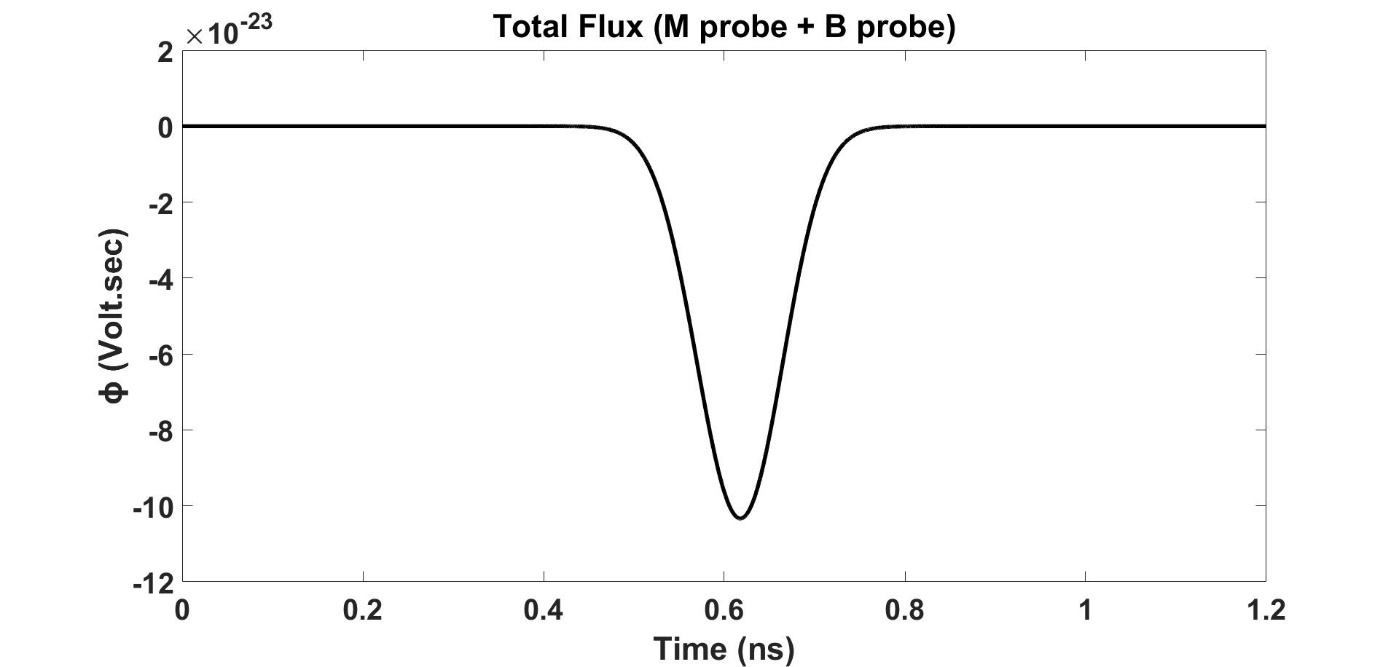 Total Flux (M probe + B probe)
×10⁻²³
2
0
-2
-4
-6
-8
-10
-12
ϕ (Volt.sec)
0 0.2 0.4 0.6 0.8 1 1.2
Time (ns)